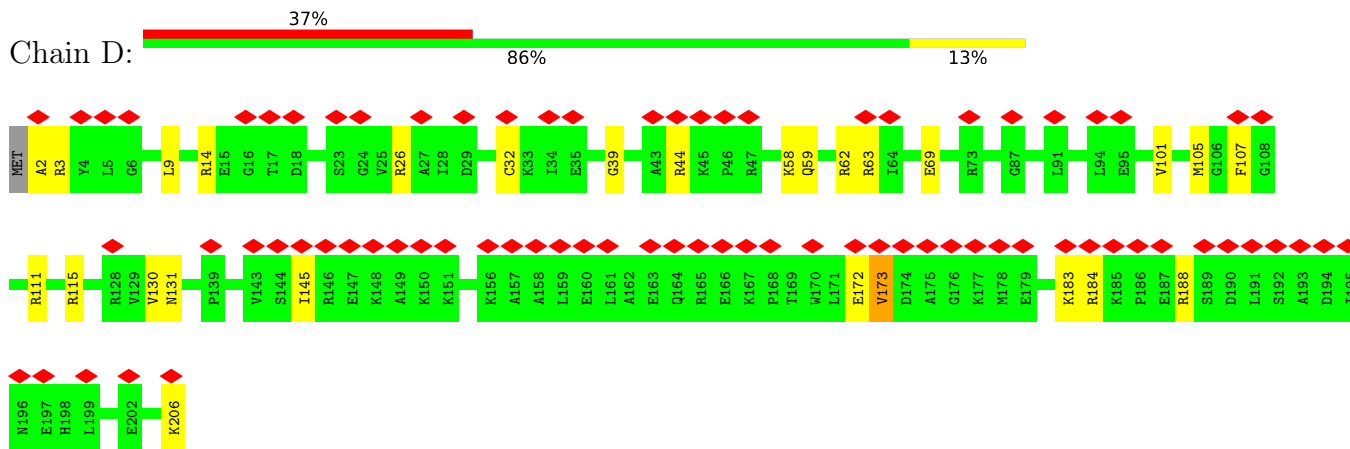 37%
Chain D:
86% 13%
MET A2 R3 Y4 L5 G6 L9 R14 E15 G16 T17 D18 S23 G24 V25 R26 A27 I28 D29 C32 K33 I34 E35 G39 A43 R44 K45 P46 R47 K58 Q59 R62 R63 I64 E69 R73 G87 L91 L94 E95 V101 M105 G106 F107 G108
R111 R115 R128 V129 V130 N131 P139 V143 S144 I145 R146 E147 K148 A149 K150 K151 K156 A157 A158 L159 E160 L161 A162 E163 Q164 R165 E166 K167 P168 T169 W170 L171 E172 V173 D174 A175 G176 K177 M178 E179 K183 R184 K185 P186 E187 R188 S189 D190 L191 S192 A193 D194 I195
N196 E197 H198 L199 E202 K206